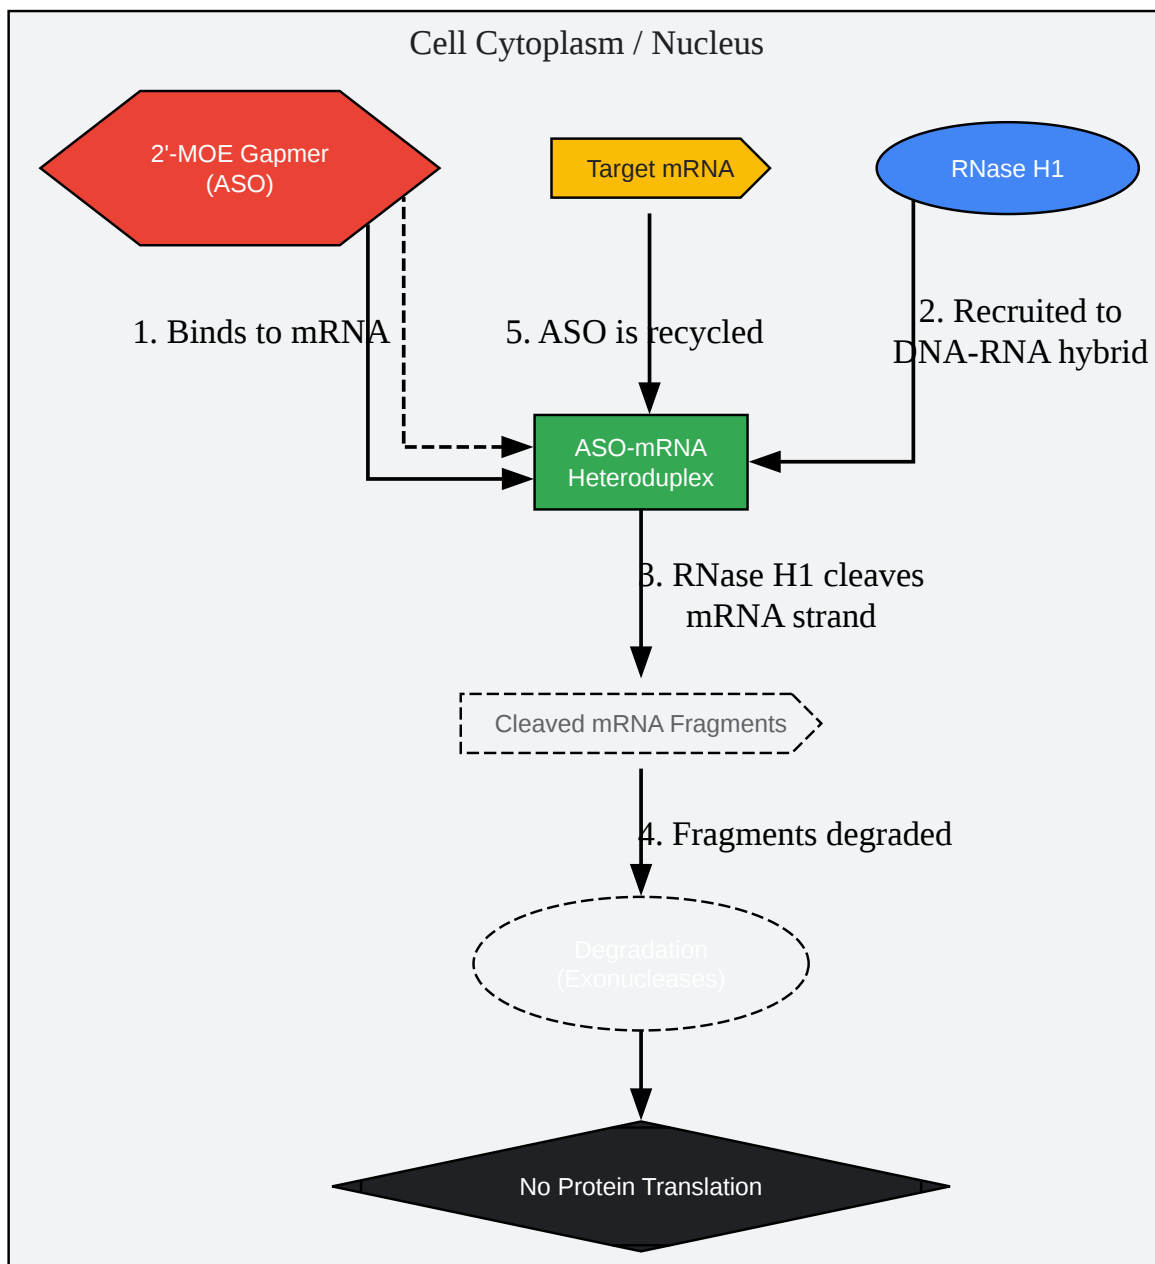 Cell Cytoplasm / Nucleus
2'-MOE Gapmer
(ASO)
Target mRNA
RNase H1
1. Binds to mRNA
5. ASO is recycled
2. Recruited to
DNA-RNA hybrid
ASO-mRNA
Heteroduplex
3. RNase H1 cleaves
mRNA strand
Cleaved mRNA Fragments
4. Fragments degraded
Degradation
(Exonucleases)
No Protein Translation